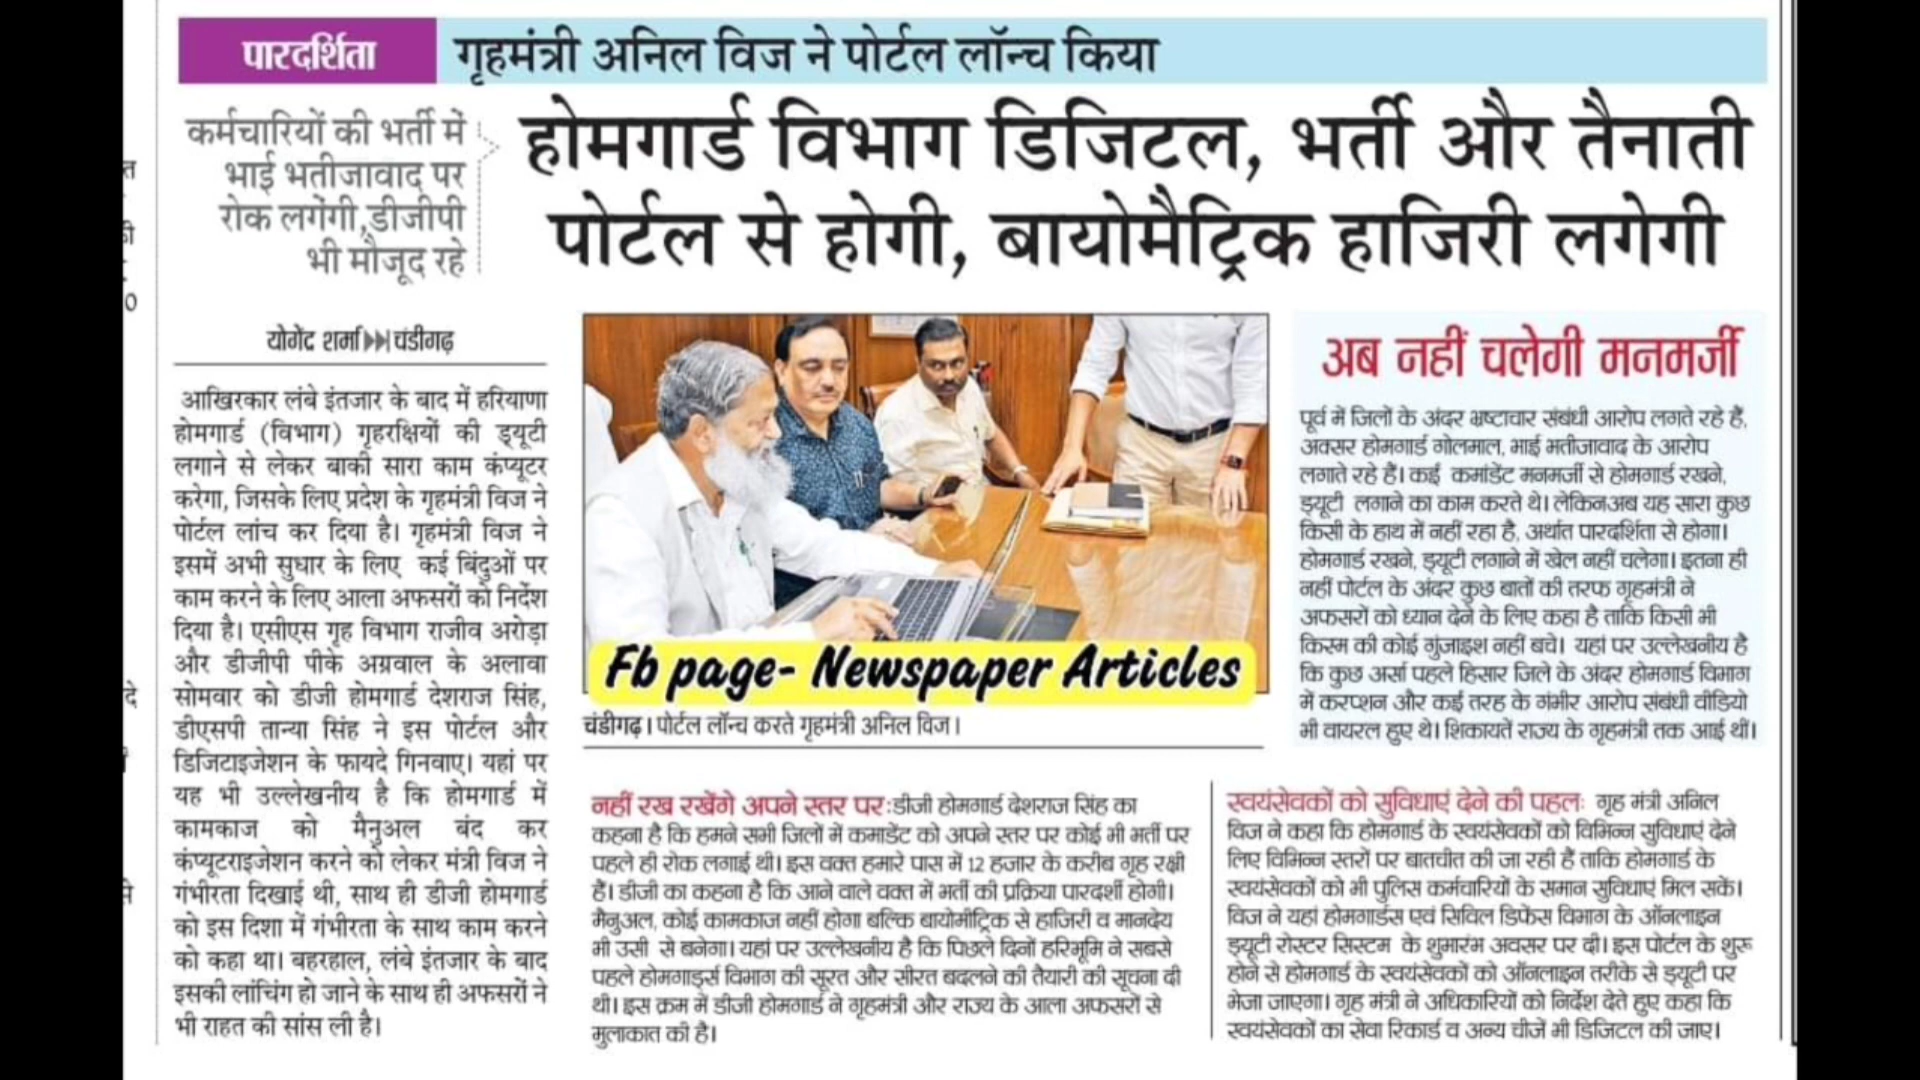 पारदर्शिता
गृहमंत्री अनिल विज ने पोर्टल लॉन्च किया
कर्मचारियों की भर्ती में
भाई भतीजावाद पर
रोक लगेंगी,डीजीपी
भी मौजूद रहे
होमगार्ड विभाग डिजिटल, भर्ती और तैनाती
पोर्टल से होगी, बायोमैट्रिक हाजिरी लगेगी
योगेंद्र शर्मा चंडीगढ़
आखिरकार लंबे इंतजार के बाद में हरियाणा
होमगार्ड (विभाग) गृहरक्षियों की ड्यूटी
लगाने से लेकर बाकी सारा काम कंप्यूटर
करेगा, जिसके लिए प्रदेश के गृहमंत्री विज ने
पोर्टल लांच कर दिया है। गृहमंत्री विज ने
इसमें अभी सुधार के लिए कई बिंदुओं पर
काम करने के लिए आला अफसरों को निर्देश
दिया है। एसीएस गृह विभाग राजीव अरोड़ा
और डीजीपी पीके अग्रवाल के अलावा
सोमवार को डीजी होमगार्ड देशराज सिंह,
डीएसपी तान्या सिंह ने इस पोर्टल और
डिजिटाइजेशन के फायदे गिनवाए। यहां पर
यह भी उल्लेखनीय है कि होमगार्ड में
कामकाज को मैनुअल बंद कर
कंप्यूटराइजेशन करने को लेकर मंत्री विज ने
गंभीरता दिखाई थी, साथ ही डीजी होमगार्ड
को इस दिशा में गंभीरता के साथ काम करने
को कहा था। बहरहाल, लंबे इंतजार के बाद
इसकी लांचिंग हो जाने के साथ ही अफसरों ने
भी राहत की सांस ली है।
Fb page- Newspaper Articles
चंडीगढ़। पोर्टल लॉन्च करते गृहमंत्री अनिल विज।
अब नहीं चलेगी मनमर्जी
पूर्व में जिलों के अंदर भ्रष्टाचार संबंधी आरोप लगते रहे हैं,
अक्सर होमगार्ड गोलमाल, भाई भतीजावाद के आरोप
लगाते रहे हैं। कई कमांडेंट मनमर्जी से होमगार्ड रखने,
ड्यूटी लगाने का काम करते थे। लेकिनअब यह सारा कुछ
किसी के हाथ में नहीं रहा है, अर्थात पारदर्शिता से होगा।
होमगार्ड रखने, ड्यूटी लगाने में खेल नहीं चलेगा। इतना ही
नहीं पोर्टल के अंदर कुछ बातों की तरफ गृहमंत्री ने
अफसरों को ध्यान देने के लिए कहा है ताकि किसी भी
किस्म की कोई गुंजाइश नहीं बचे। यहां पर उल्लेखनीय है
कि कुछ अर्सा पहले हिसार जिले के अंदर होमगार्ड विभाग
में करप्शन और कई तरह के गंभीर आरोप संबंधी वीडियो
भी वायरल हुए थे। शिकायतें राज्य के गृहमंत्री तक आई थीं।
नहीं रख रखेंगे अपने स्तर पर:डीजी होमगार्ड देशराज सिंह का
कहना है कि हमने सभी जिलों में कमाडेंट को अपने स्तर पर कोई भी भर्ती पर
पहले ही रोक लगाई थी। इस वक्त हमारे पास में 12 हजार के करीब गृह रक्षी
हैं। डीजी का कहना है कि आने वाले वक्त में भर्ती की प्रक्रिया पारदर्शी होगी।
मैनुअल, कोई कामकाज नहीं होगा बल्कि बायोमीट्रिक से हाजिरी व मानदेय
भी उसी से बनेगा। यहां पर उल्लेखनीय है कि पिछले दिनों हरिभूमि ने सबसे
पहले होमगार्ड्स विभाग की सूरत और सीरत बदलने की तैयारी की सूचना दी
थी। इस क्रम में डीजी होमगार्ड ने गृहमंत्री और राज्य के आला अफसरों से
मुलाकात की है।
स्वयंसेवकों को सुविधाएं देने की पहल: गृह मंत्री अनिल
विज ने कहा कि होमगार्ड के स्वयंसेवकों को विभिन्न सुविधाएं देने
लिए विभिन्न स्तरों पर बातचीत की जा रही हैं ताकि होमगार्ड के
स्वयंसेवकों को भी पुलिस कर्मचारियों के समान सुविधाएं मिल सकें।
विज ने यहां होमगार्डस एवं सिविल डिफेंस विभाग के ऑनलाइन
ड्यूटी रोस्टर सिस्टम के शुभारंभ अवसर पर दी। इस पोर्टल के शुरू
होने से होमगार्ड के स्वयंसेवकों को ऑनलाइन तरीके से ड्यूटी पर
भेजा जाएगा। गृह मंत्री ने अधिकारियों को निर्देश देते हुए कहा कि
स्वयंसेवकों का सेवा रिकार्ड व अन्य चीजें भी डिजिटल की जाए।